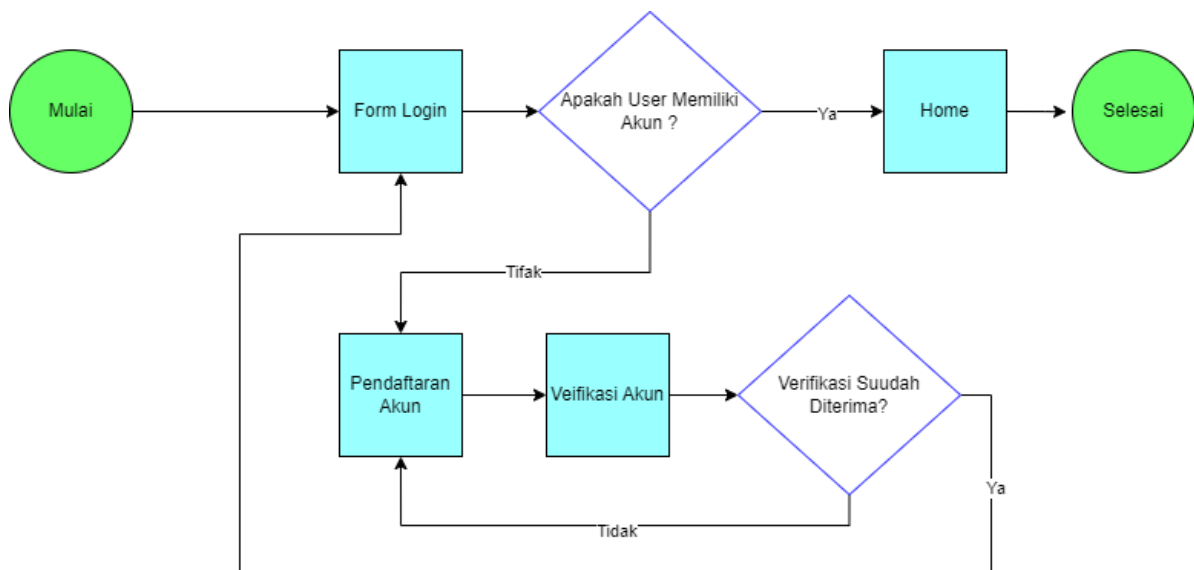 Mulai
Form Login
Apakah User Memiliki
Akun ?
Ya
Home
Selesai
Tifak
Pendaftaran
Akun
Veifikasi Akun
Verifikasi Suudah
Diterima?
Ya
Tidak